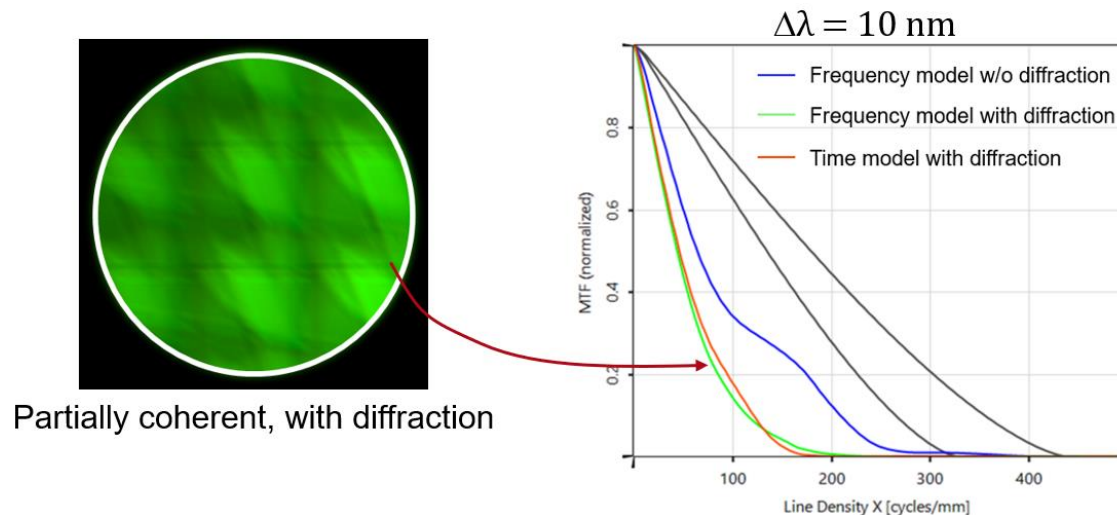 Δλ = 10 nm
Frequency model w/o diffraction
Frequency model with diffraction
Time model with diffraction
MTF (normalized)
0.8
0.6
0.4
0.2
100
200
300
400
Line Density X [cycles/mm]
Partially coherent, with diffraction